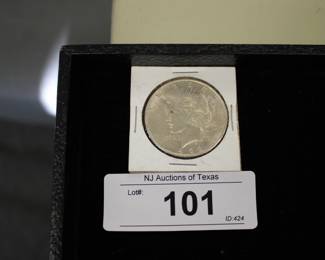 NJ Auctions of Texas
Lot#:
101
ID:424